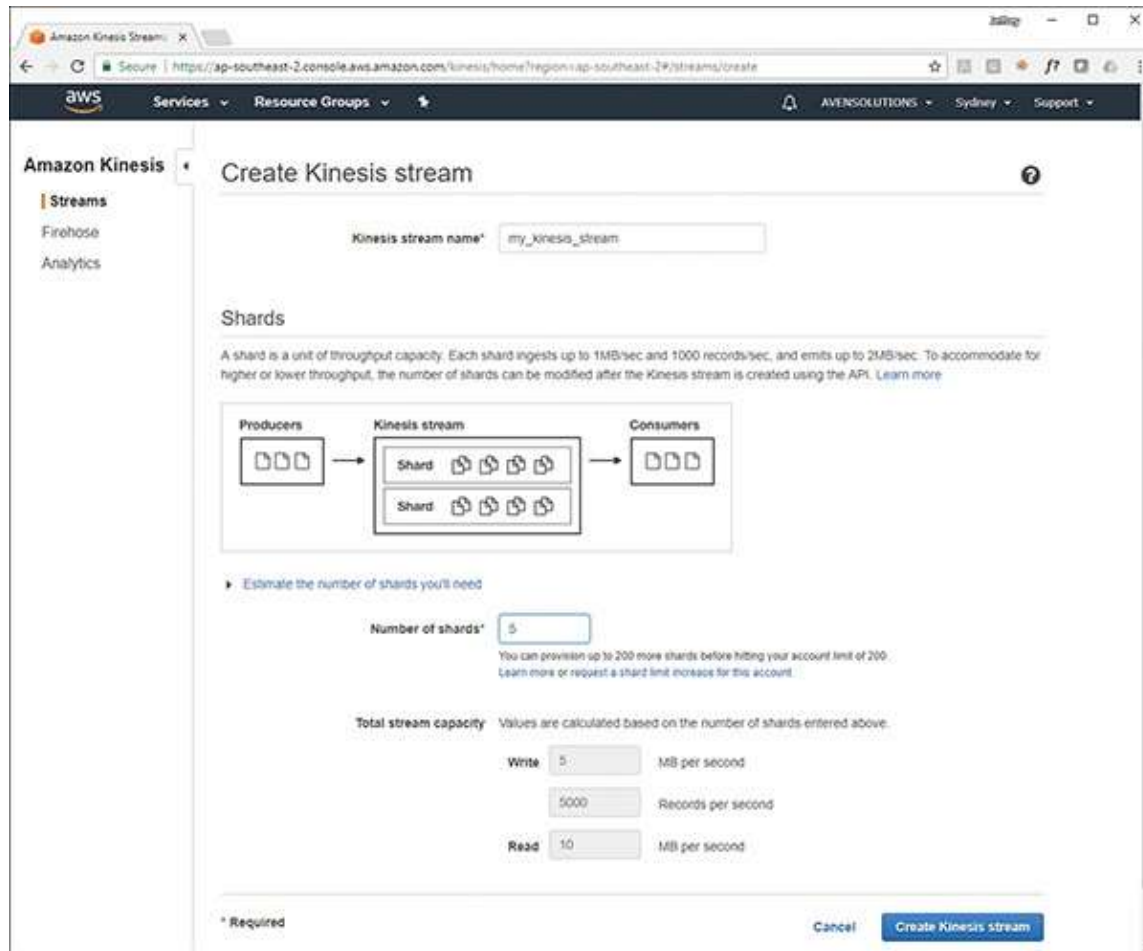 Amazon Kinesis Stream
Secure | https://ap-southeast-2.console.aws.amazon.com/kinesis/home?region=ap-southeast-2#/streams/create
aws Services Resource Groups AVENSOLUTIONS Sydney Support
Amazon Kinesis
Streams
Firehose
Analytics
Create Kinesis stream
Kinesis stream name* my_kinesis_stream
Shards
A shard is a unit of throughput capacity. Each shard ingests up to 1MB/sec and 1000 records/sec, and emits up to 2MB/sec. To accommodate for
higher or lower throughput, the number of shards can be modified after the Kinesis stream is created using the API. Learn more
Producers Kinesis stream Consumers
Shard
Shard
Estimate the number of shards you'll need
Number of shards* 5
You can provision up to 200 more shards before hitting your account limit of 200.
Learn more or request a shard limit increase for this account
Total stream capacity Values are calculated based on the number of shards entered above.
Write 5 MB per second
5000 Records per second
Read 10 MB per second
* Required Cancel Create Kinesis stream